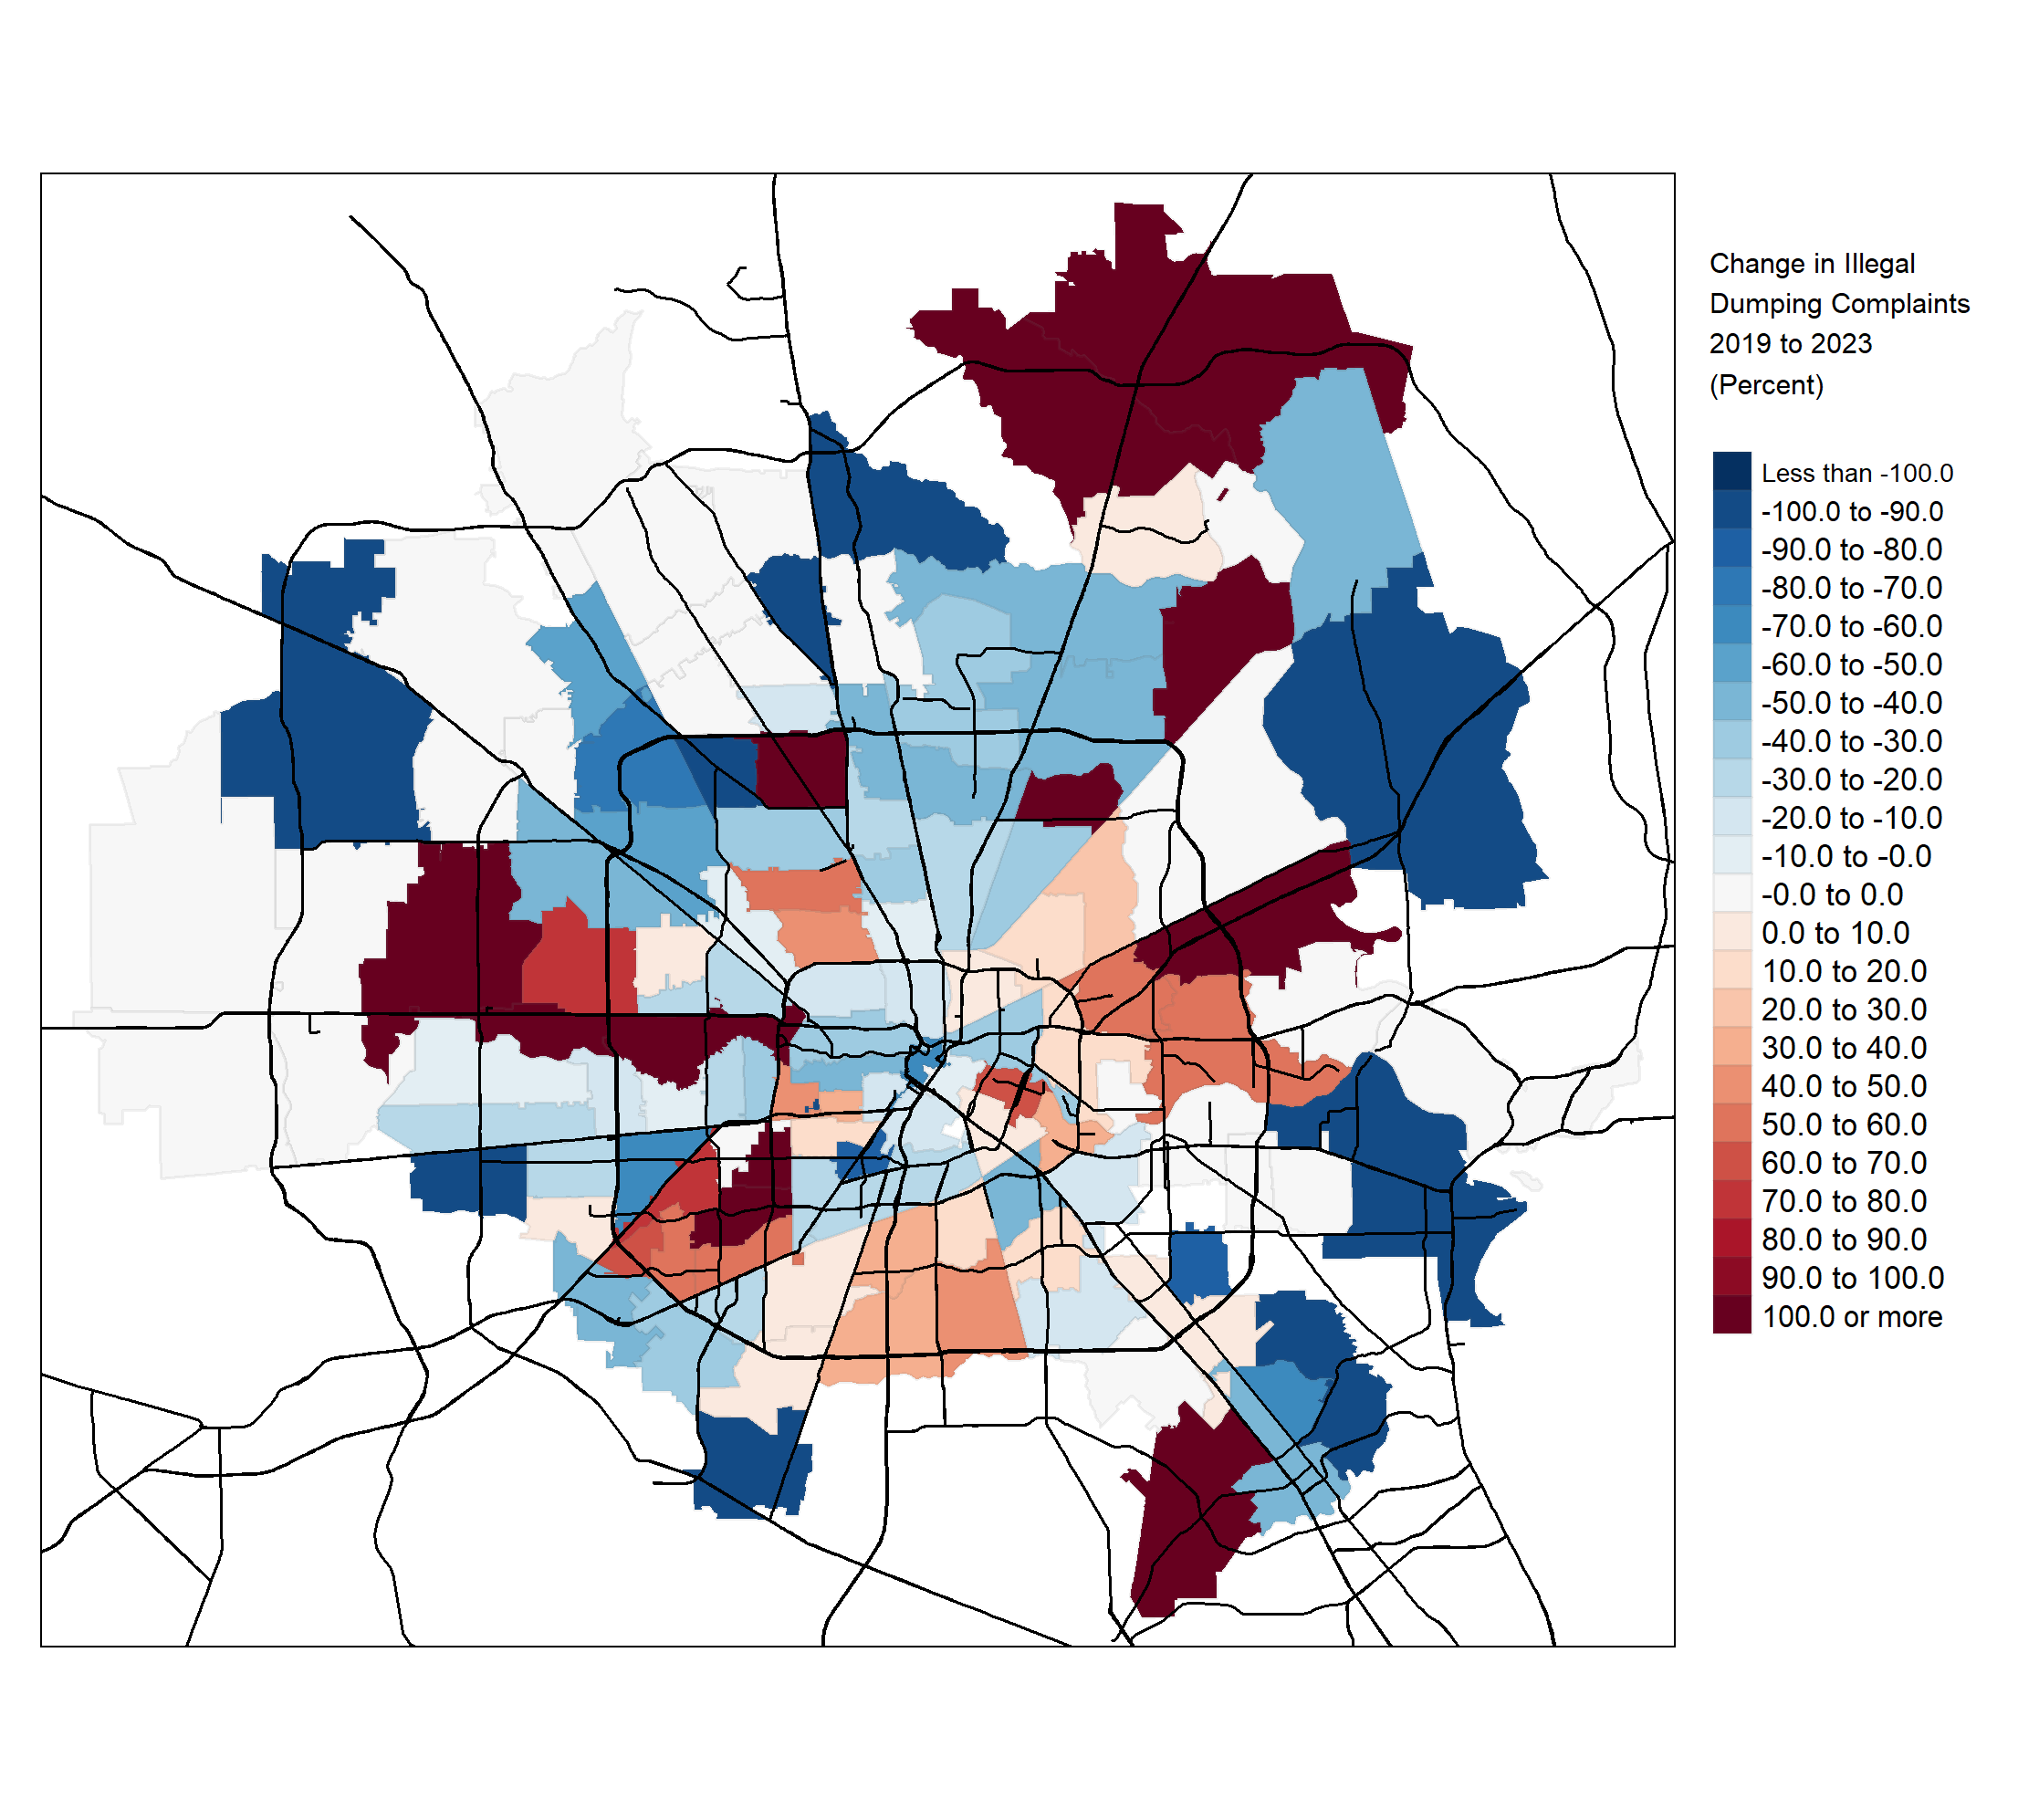 Change in Illegal
Dumping Complaints
2019 to 2023
(Percent)
Less than -100.0
-100.0 to -90.0
-90.0 to -80.0
-80.0 to -70.0
-70.0 to -60.0
-60.0 to -50.0
-50.0 to -40.0
-40.0 to -30.0
-30.0 to -20.0
-20.0 to -10.0
-10.0 to -0.0
-0.0 to 0.0
0.0 to 10.0
10.0 to 20.0
20.0 to 30.0
30.0 to 40.0
40.0 to 50.0
50.0 to 60.0
60.0 to 70.0
70.0 to 80.0
80.0 to 90.0
90.0 to 100.0
100.0 or more